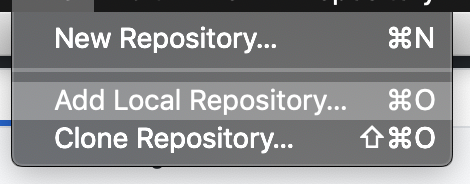 New Repository... ⌘N
Add Local Repository... ⌘O
Clone Repository... ⇧⌘O